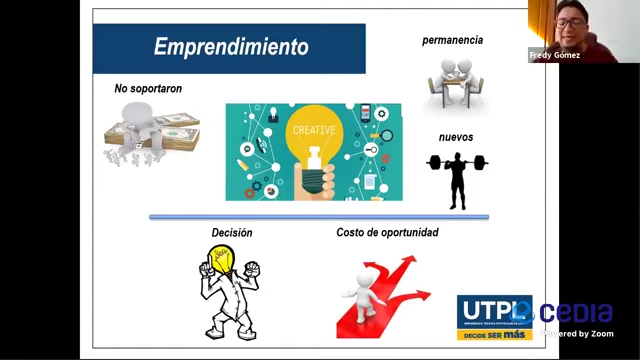 Emprendimiento
permanencia
Fredy Gómez
No soportaron
CREATIVE
nuevos
Decisión
Costo de oportunidad
UTPL
DECIDE SER más
CEDIA
Powered by Zoom